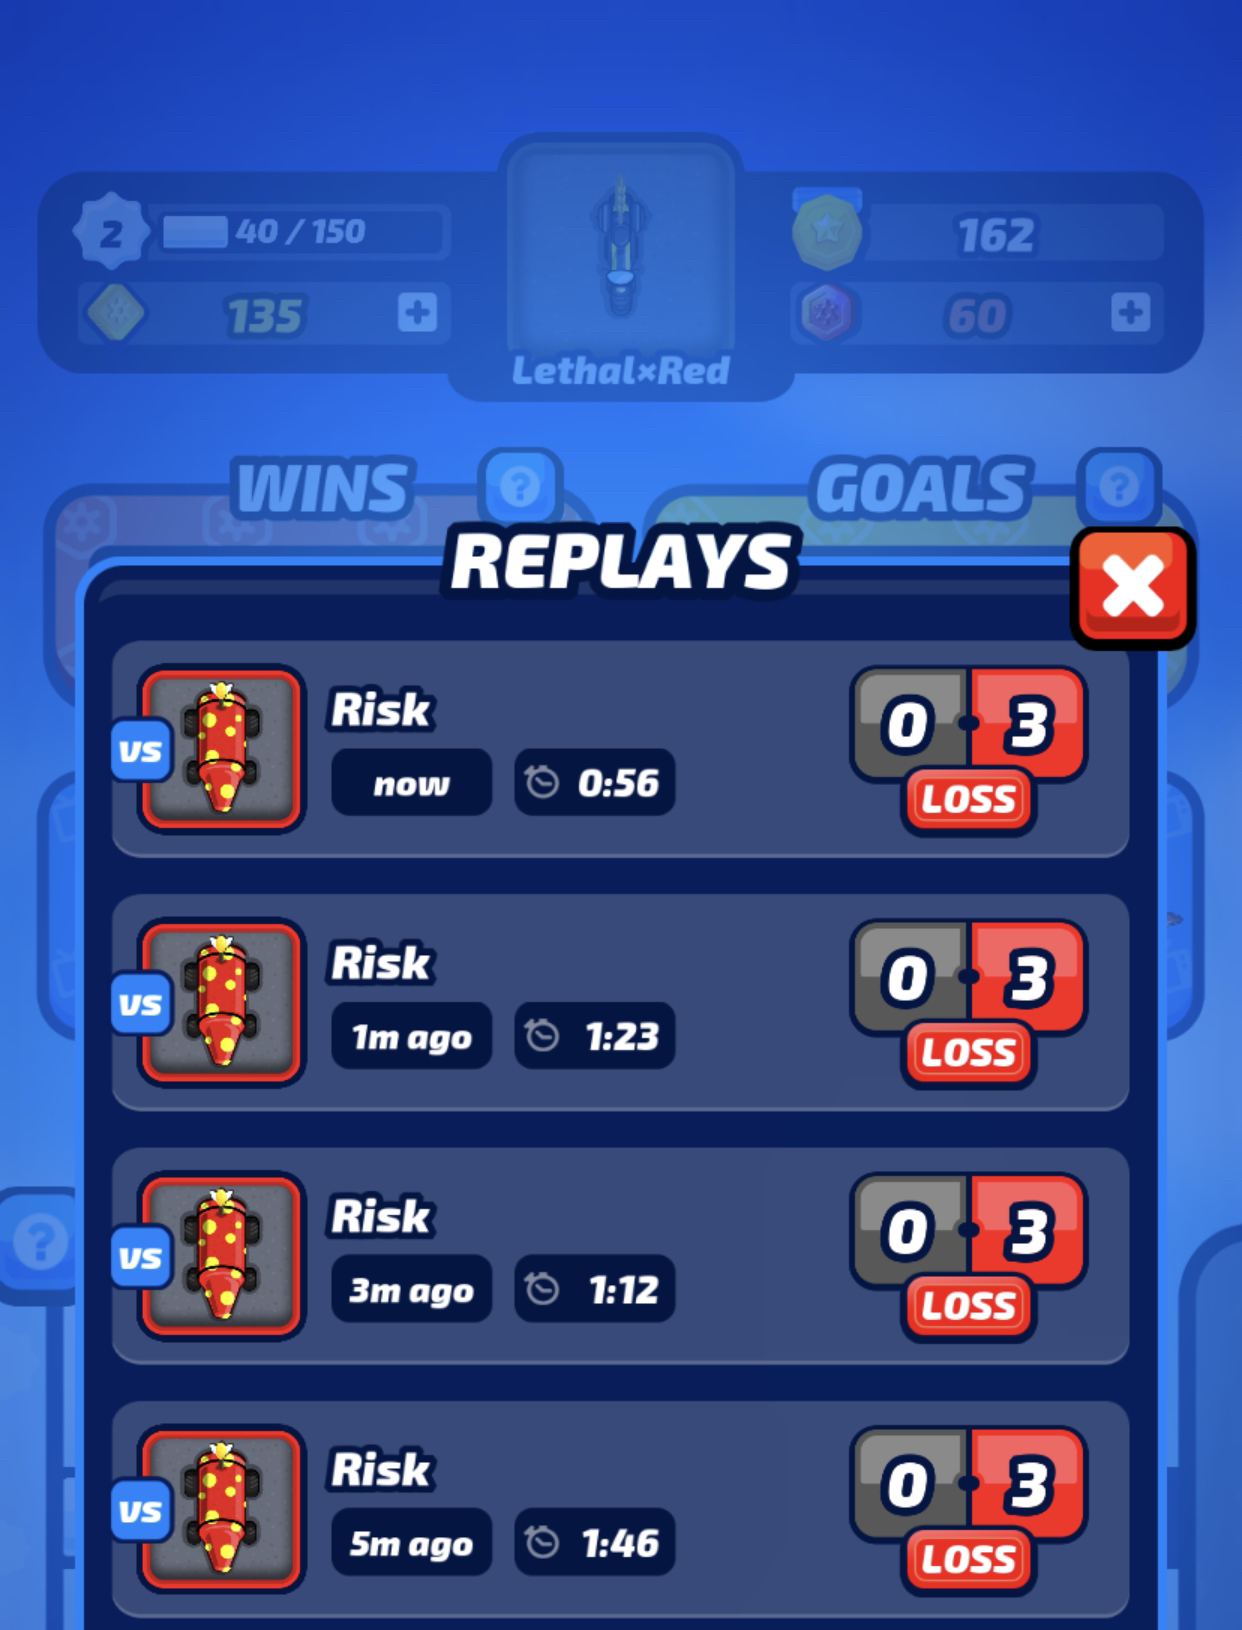 2
40 / 150
162
135
+
60
+
Lethal×Red
WINS
?
GOALS
?
REPLAYS
vs
Risk
now
0:56
0 - 3
LOSS
vs
Risk
1m ago
1:23
0 - 3
LOSS
?
vs
Risk
3m ago
1:12
0 - 3
LOSS
vs
Risk
5m ago
1:46
0 - 3
LOSS